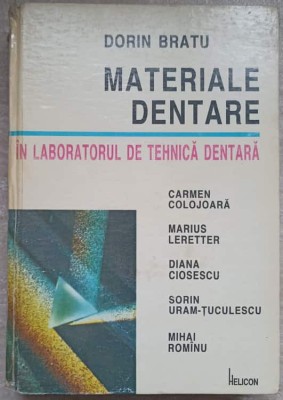 DORIN BRATU
MATERIALE
DENTARE
ÎN LABORATORUL DE TEHNICĂ DENTARĂ
CARMEN
COLOJOARĂ
MARIUS
LERETTER
DIANA
CIOSESCU
SORIN
URAM-ȚUCULESCU
MIHAI
ROMÎNU
HELICON